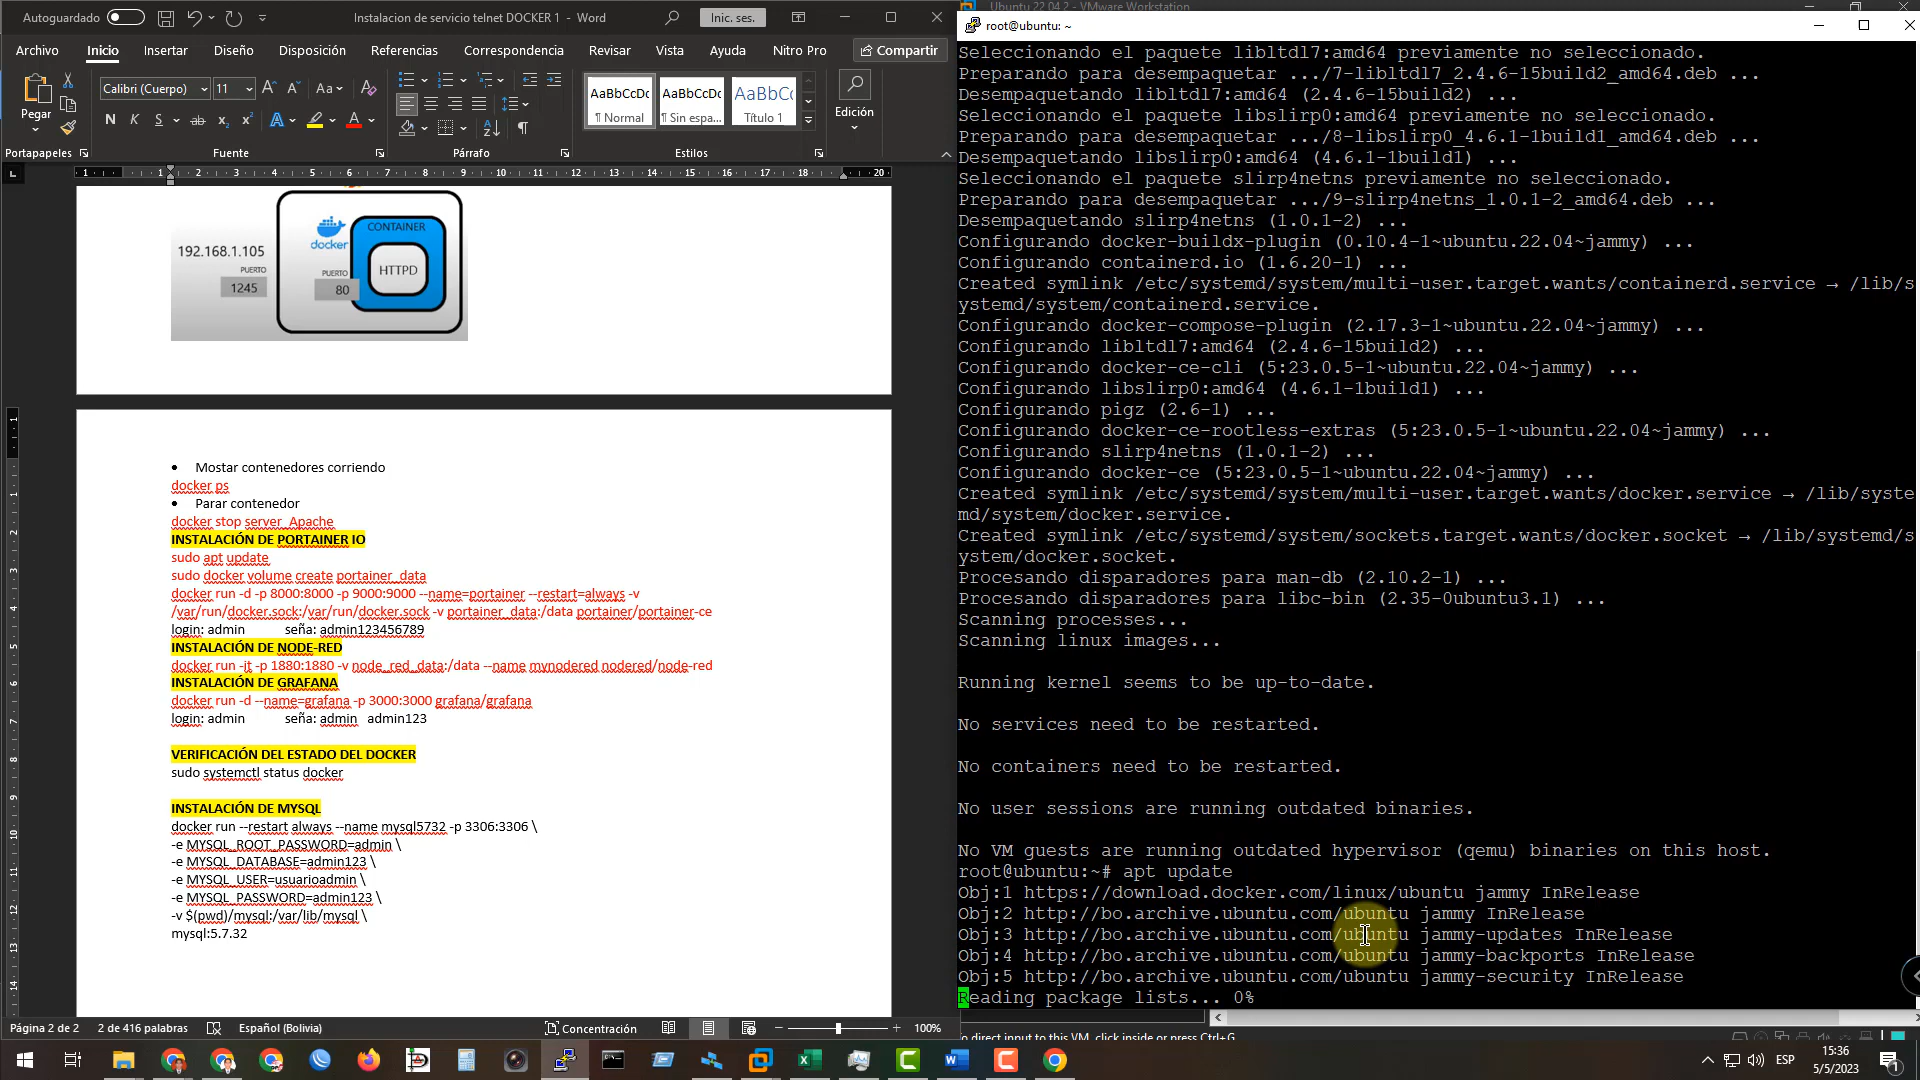 Autoguardado
Instalacion de servicio telnet DOCKER 1 - Word
Inic. ses.
Archivo Inicio Insertar Diseño Disposición Referencias Correspondencia Revisar Vista Ayuda Nitro Pro Compartir
Pegar
Calibri (Cuerpo) 11
N K S
AaBbCcDc AaBbCcDc AaBbCc
¶ Normal ¶ Sin espa... Título 1
Edición
Portapapeles Fuente Párrafo Estilos
192.168.1.105
PUERTO
1245
docker
CONTAINER
HTTPD
PUERTO
80
• Mostar contenedores corriendo
docker ps
• Parar contenedor
docker stop server_Apache
INSTALACIÓN DE PORTAINER IO
sudo apt update
sudo docker volume create portainer_data
docker run -d -p 8000:8000 -p 9000:9000 --name=portainer --restart=always -v
/var/run/docker.sock:/var/run/docker.sock -v portainer_data:/data portainer/portainer-ce
login: admin seña: admin123456789
INSTALACIÓN DE NODE-RED
docker run -it -p 1880:1880 -v node_red_data:/data --name mynodered nodered/node-red
INSTALACIÓN DE GRAFANA
docker run -d --name=grafana -p 3000:3000 grafana/grafana
login: admin seña: admin admin123
VERIFICACIÓN DEL ESTADO DEL DOCKER
sudo systemctl status docker
INSTALACIÓN DE MYSQL
docker run --restart always --name mysql5732 -p 3306:3306 \
-e MYSQL_ROOT_PASSWORD=admin \
-e MYSQL_DATABASE=admin123 \
-e MYSQL_USER=usuarioadmin \
-e MYSQL_PASSWORD=admin123 \
-v $(pwd)/mysql:/var/lib/mysql \
mysql:5.7.32
Página 2 de 2 2 de 416 palabras Español (Bolivia) Concentración 100%
Ubuntu 22.04.2 - VMware Workstation
root@ubuntu: ~
Seleccionando el paquete libltdl7:amd64 previamente no seleccionado.
Preparando para desempaquetar .../7-libltdl7_2.4.6-15build2_amd64.deb ...
Desempaquetando libltdl7:amd64 (2.4.6-15build2) ...
Seleccionando el paquete libslirp0:amd64 previamente no seleccionado.
Preparando para desempaquetar .../8-libslirp0_4.6.1-1build1_amd64.deb ...
Desempaquetando libslirp0:amd64 (4.6.1-1build1) ...
Seleccionando el paquete slirp4netns previamente no seleccionado.
Preparando para desempaquetar .../9-slirp4netns_1.0.1-2_amd64.deb ...
Desempaquetando slirp4netns (1.0.1-2) ...
Configurando docker-buildx-plugin (0.10.4-1~ubuntu.22.04~jammy) ...
Configurando containerd.io (1.6.20-1) ...
Created symlink /etc/systemd/system/multi-user.target.wants/containerd.service → /lib/s
ystemd/system/containerd.service.
Configurando docker-compose-plugin (2.17.3-1~ubuntu.22.04~jammy) ...
Configurando libltdl7:amd64 (2.4.6-15build2) ...
Configurando docker-ce-cli (5:23.0.5-1~ubuntu.22.04~jammy) ...
Configurando libslirp0:amd64 (4.6.1-1build1) ...
Configurando pigz (2.6-1) ...
Configurando docker-ce-rootless-extras (5:23.0.5-1~ubuntu.22.04~jammy) ...
Configurando slirp4netns (1.0.1-2) ...
Configurando docker-ce (5:23.0.5-1~ubuntu.22.04~jammy) ...
Created symlink /etc/systemd/system/multi-user.target.wants/docker.service → /lib/syste
md/system/docker.service.
Created symlink /etc/systemd/system/sockets.target.wants/docker.socket → /lib/systemd/s
ystem/docker.socket.
Procesando disparadores para man-db (2.10.2-1) ...
Procesando disparadores para libc-bin (2.35-0ubuntu3.1) ...
Scanning processes...
Scanning linux images...
Running kernel seems to be up-to-date.
No services need to be restarted.
No containers need to be restarted.
No user sessions are running outdated binaries.
No VM guests are running outdated hypervisor (qemu) binaries on this host.
root@ubuntu:~# apt update
Obj:1 https://download.docker.com/linux/ubuntu jammy InRelease
Obj:2 http://bo.archive.ubuntu.com/ubuntu jammy InRelease
Obj:3 http://bo.archive.ubuntu.com/ubuntu jammy-updates InRelease
Obj:4 http://bo.archive.ubuntu.com/ubuntu jammy-backports InRelease
Obj:5 http://bo.archive.ubuntu.com/ubuntu jammy-security InRelease
Reading package lists... 0%
o direct input to this VM, click inside or press Ctrl+G.
ESP
15:36
5/5/2023